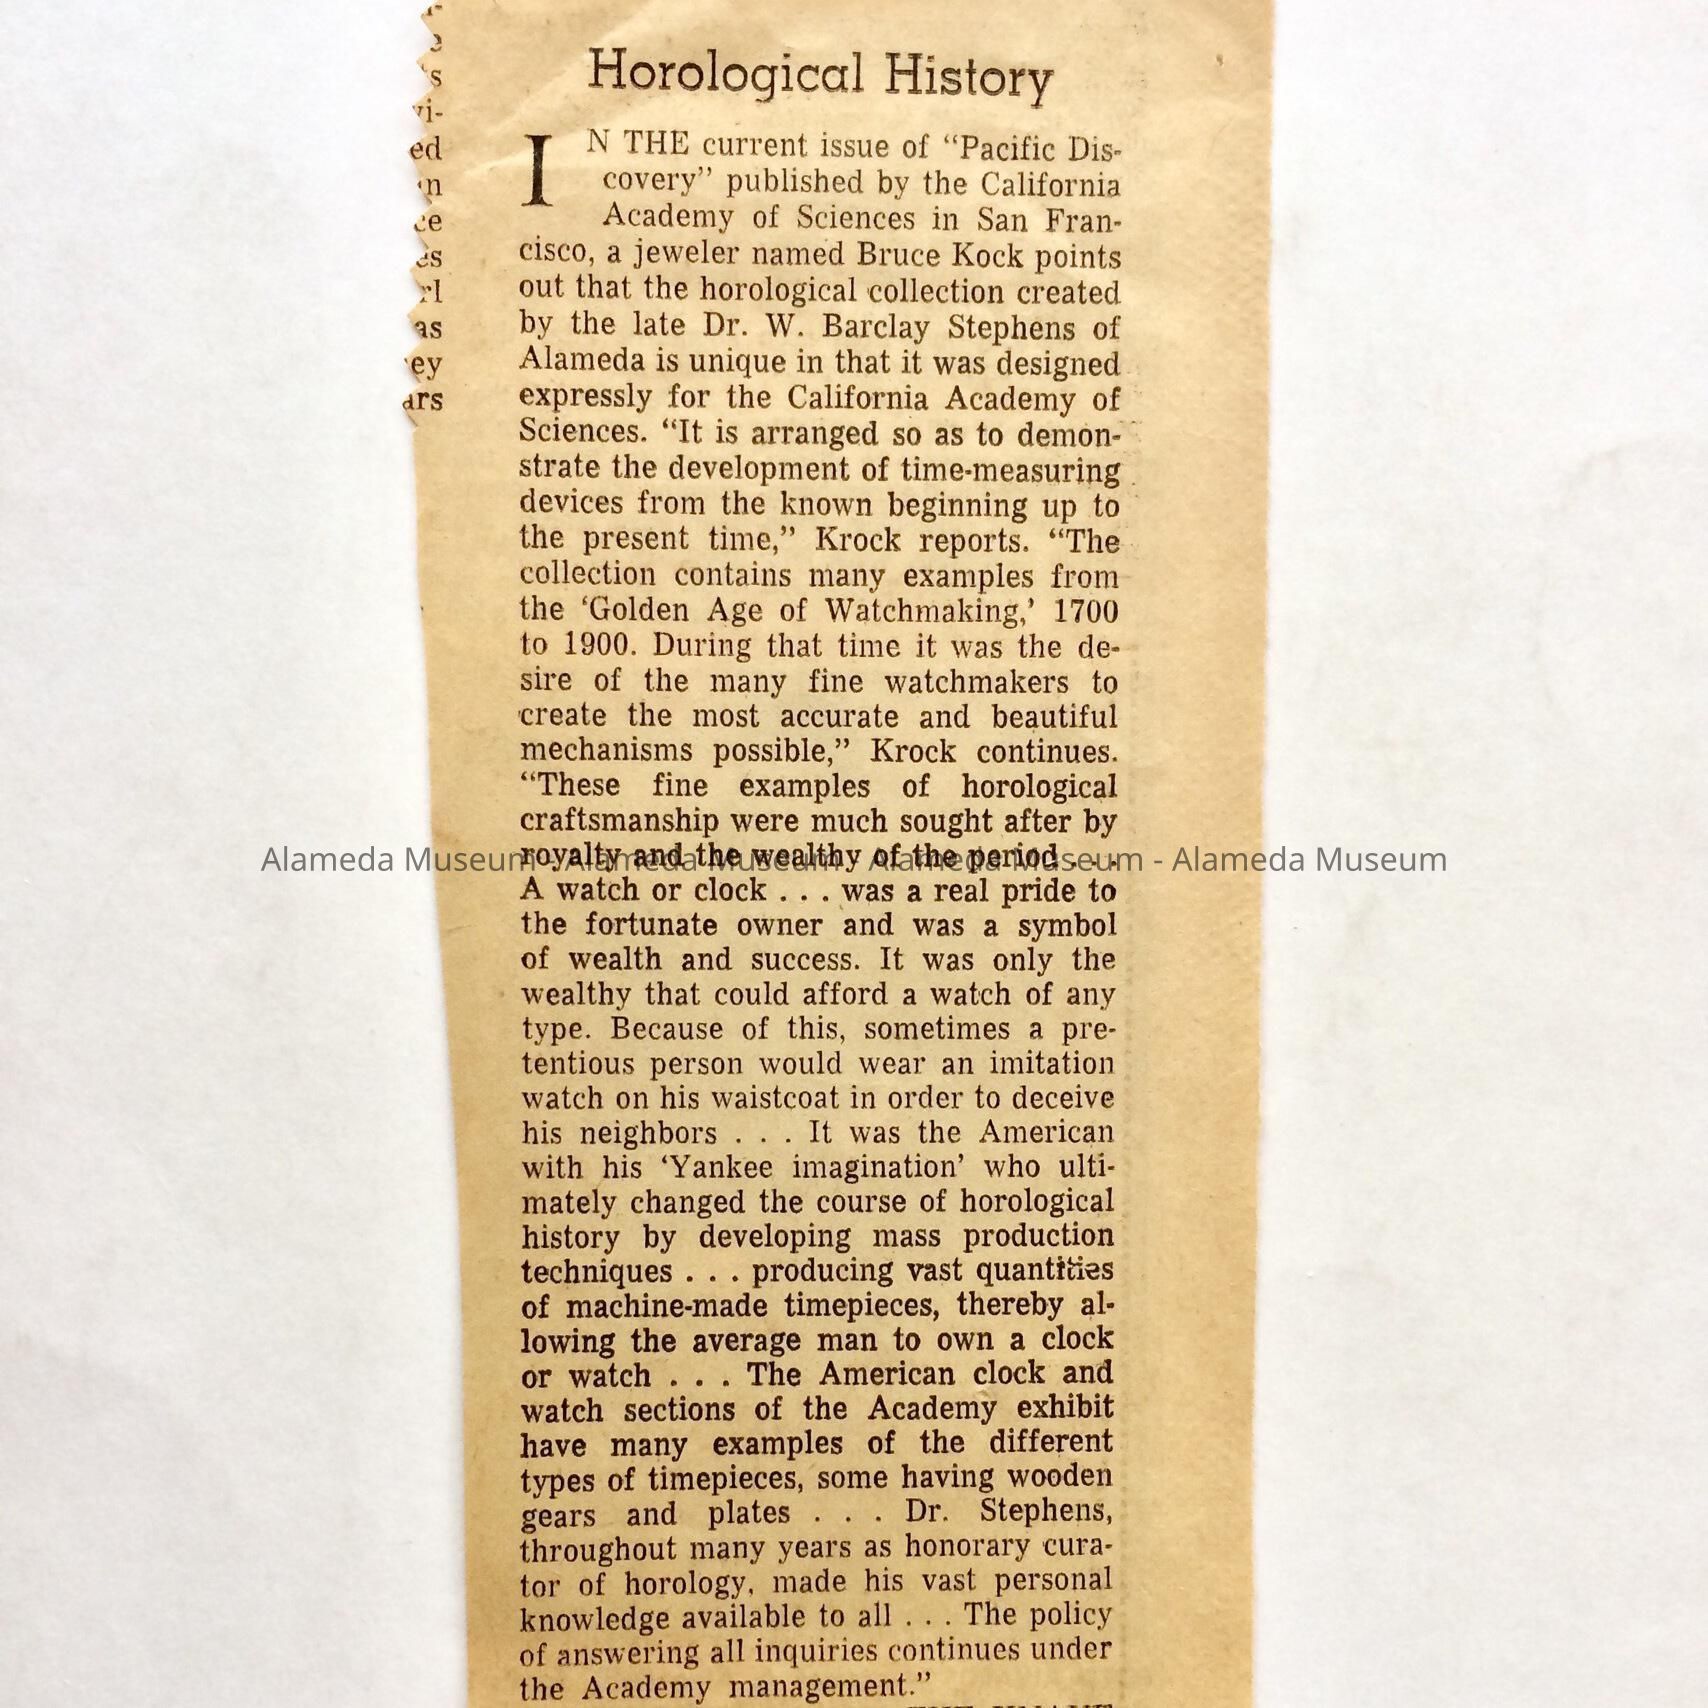 Horological History
IN THE current issue of “Pacific Dis-
covery” published by the California
Academy of Sciences in San Fran-
cisco, a jeweler named Bruce Kock points
out that the horological collection created
by the late Dr. W. Barclay Stephens of
Alameda is unique in that it was designed
expressly for the California Academy of
Sciences. “It is arranged so as to demon-
strate the development of time-measuring
devices from the known beginning up to
the present time,” Krock reports. “The
collection contains many examples from
the ‘Golden Age of Watchmaking,’ 1700
to 1900. During that time it was the de-
sire of the many fine watchmakers to
create the most accurate and beautiful
mechanisms possible,” Krock continues.
“These fine examples of horological
craftsmanship were much sought after by
royalty and the wealthy of the period . . .
Alameda Museum - Alameda Museum - Alameda Museum - Alameda Museum
A watch or clock . . . was a real pride to
the fortunate owner and was a symbol
of wealth and success. It was only the
wealthy that could afford a watch of any
type. Because of this, sometimes a pre-
tentious person would wear an imitation
watch on his waistcoat in order to deceive
his neighbors . . . It was the American
with his ‘Yankee imagination’ who ulti-
mately changed the course of horological
history by developing mass production
techniques . . . producing vast quantities
of machine-made timepieces, thereby al-
lowing the average man to own a clock
or watch . . . The American clock and
watch sections of the Academy exhibit
have many examples of the different
types of timepieces, some having wooden
gears and plates . . . Dr. Stephens,
throughout many years as honorary cura-
tor of horology, made his vast personal
knowledge available to all . . . The policy
of answering all inquiries continues under
the Academy management.”